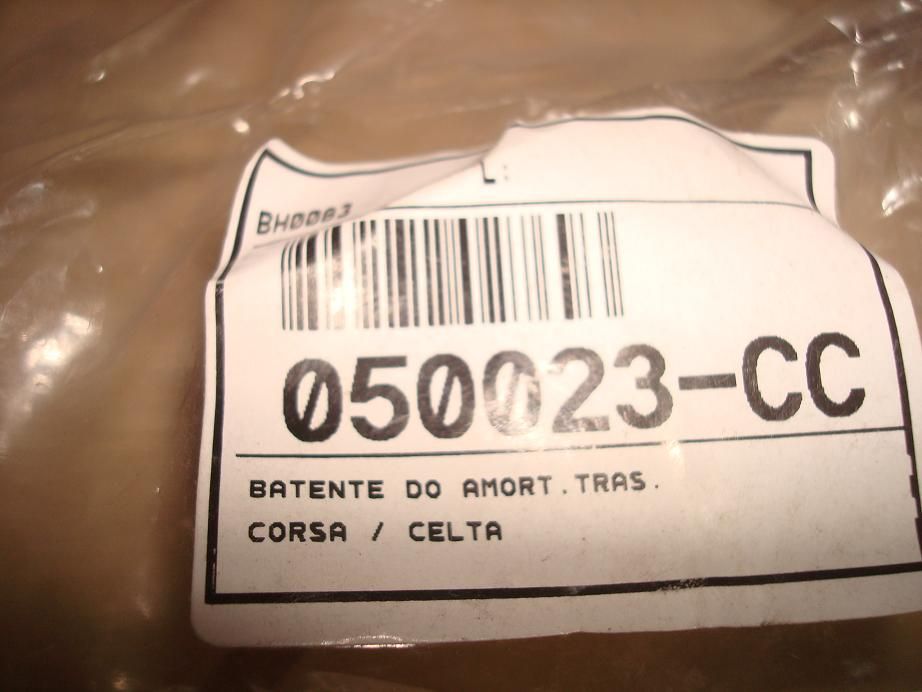 L:
BH0083
050023-CC
BATENTE DO AMORT.TRAS.
CORSA / CELTA